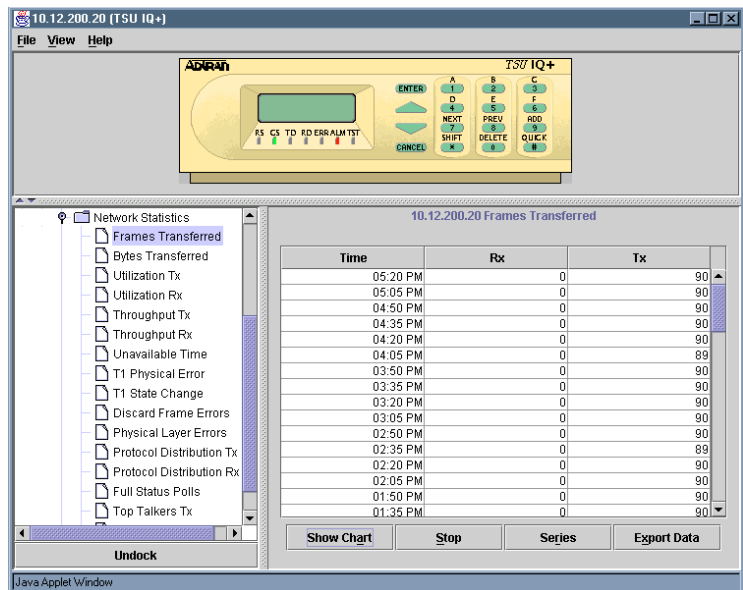 10.12.200.20 (TSU IQ+)
File View Help
ADTRAN
TSU IQ+
A B C
ENTER 1 2 3
D E F
4 5 6
NEXT PREV ADD
7 8 9
RS CS TD RD ERR ALM TST
SHIFT DELETE QUICK
CANCEL * 0 #
Network Statistics
Frames Transferred
Bytes Transferred
Utilization Tx
Utilization Rx
Throughput Tx
Throughput Rx
Unavailable Time
T1 Physical Error
T1 State Change
Discard Frame Errors
Physical Layer Errors
Protocol Distribution Tx
Protocol Distribution Rx
Full Status Polls
Top Talkers Tx
Undock
10.12.200.20 Frames Transferred
Time Rx Tx
05:20 PM 0 90
05:05 PM 0 90
04:50 PM 0 90
04:35 PM 0 90
04:20 PM 0 90
04:05 PM 0 89
03:50 PM 0 90
03:35 PM 0 90
03:20 PM 0 90
03:05 PM 0 90
02:50 PM 0 90
02:35 PM 0 89
02:20 PM 0 90
02:05 PM 0 90
01:50 PM 0 90
01:35 PM 0 90
Show Chart Stop Series Export Data
Java Applet Window